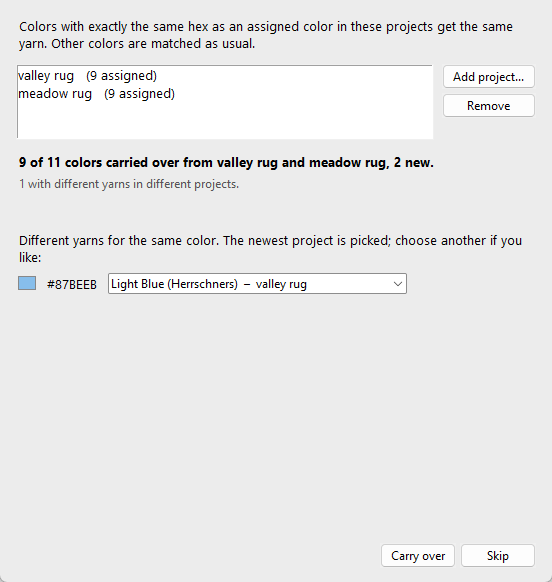 Colors with exactly the same hex as an assigned color in these projects get the same
yarn. Other colors are matched as usual.
valley rug (9 assigned)
meadow rug (9 assigned)
Add project...
Remove
9 of 11 colors carried over from valley rug and meadow rug, 2 new.
1 with different yarns in different projects.
Different yarns for the same color. The newest project is picked; choose another if you
like:
#87BEEB Light Blue (Herrschners) – valley rug
Carry over Skip